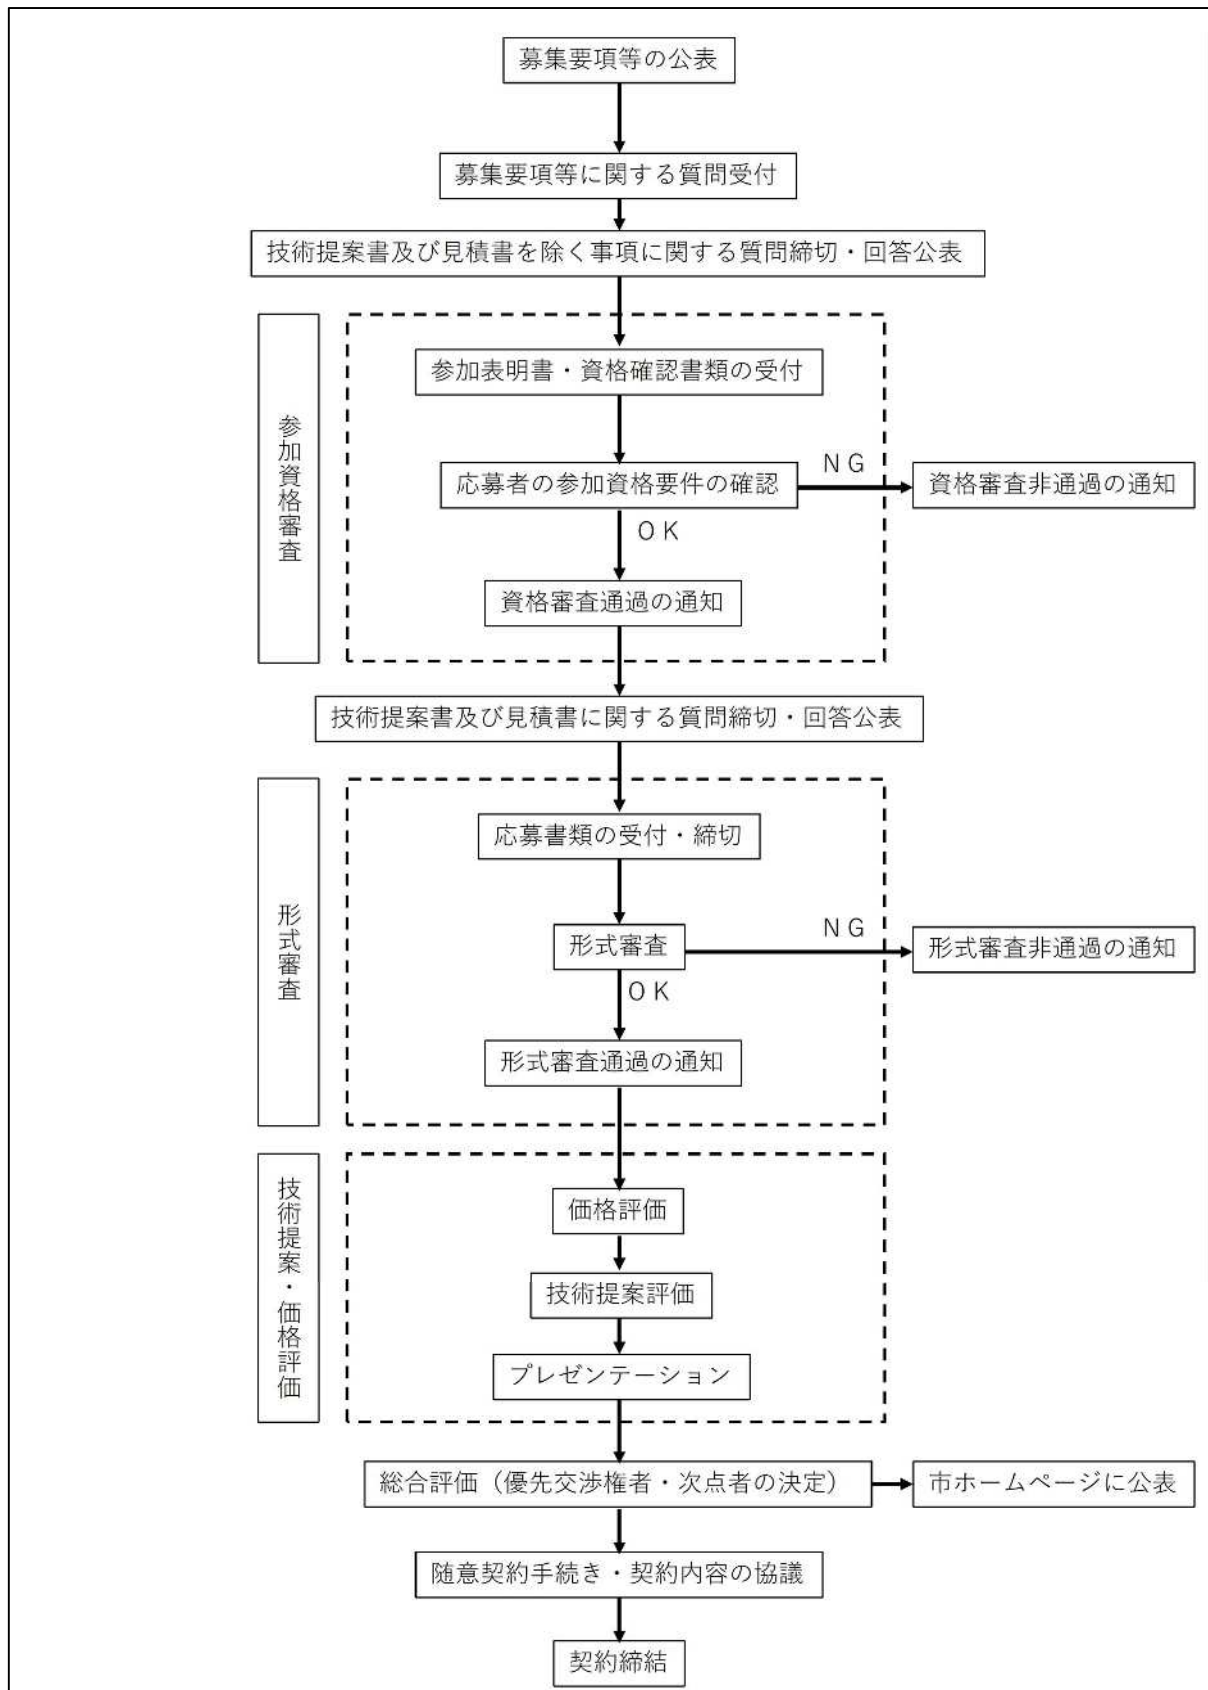 募集要項等の公表
募集要項等に関する質問受付
技術提案書及び見積書を除く事項に関する質問締切・回答公表
参加資格審査
参加表明書・資格確認書類の受付
応募者の参加資格要件の確認
ＮＧ
資格審査非通過の通知
ＯＫ
資格審査通過の通知
技術提案書及び見積書に関する質問締切・回答公表
形式審査
応募書類の受付・締切
形式審査
ＮＧ
形式審査非通過の通知
ＯＫ
形式審査通過の通知
技術提案・価格評価
価格評価
技術提案評価
プレゼンテーション
総合評価（優先交渉権者・次点者の決定）
市ホームページに公表
随意契約手続き・契約内容の協議
契約締結